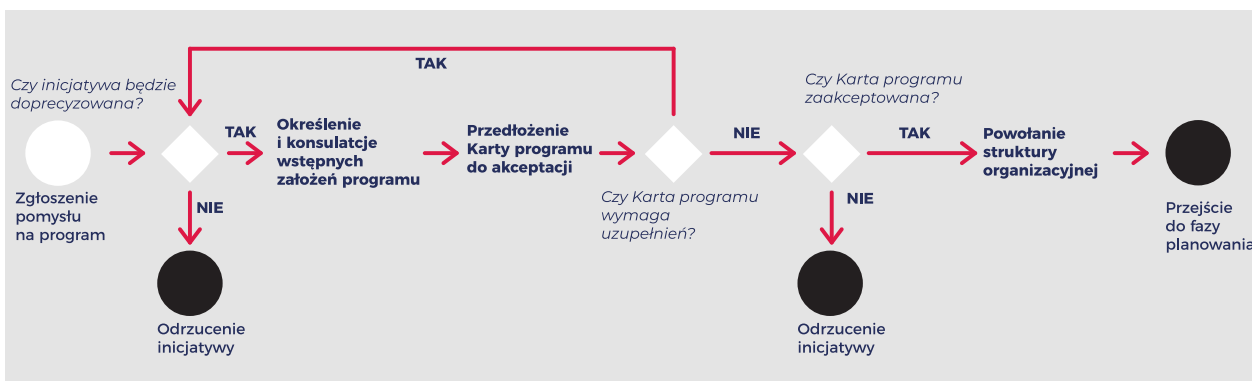 TAK
Czy inicjatywa będzie
doprecyzowana?
Czy Karta programu
zaakceptowana?
Zgłoszenie
pomysłu
na program
TAK
NIE
Odrzucenie
inicjatywy
Określenie
i konsulatcje
wstępnych
założeń programu
Przedłożenie
Karty programu
do akceptacji
Czy Karta programu
wymaga
uzupełnień?
NIE
TAK
NIE
Odrzucenie
inicjatywy
Powołanie
struktury
organizacyjnej
Przejście
do fazy
planowania